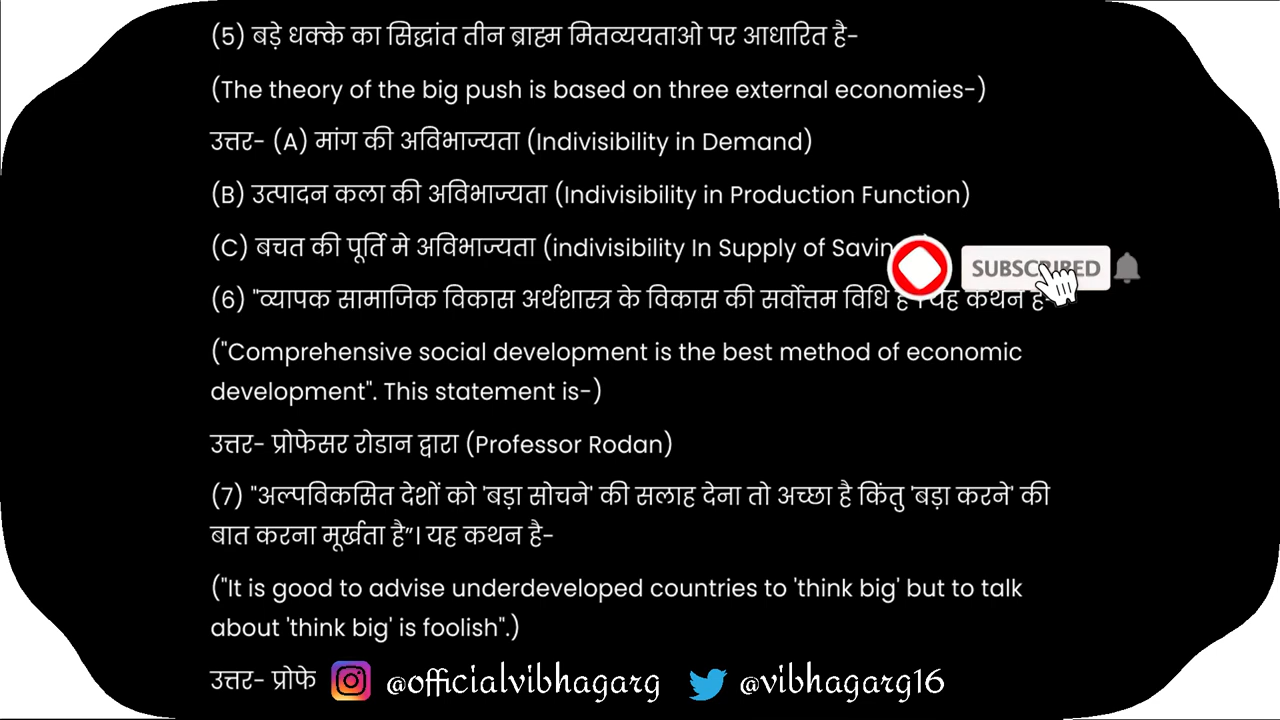 (5) बड़े धक्के का सिद्धांत तीन ब्राह्म मितव्ययताओ पर आधारित है-
(The theory of the big push is based on three external economies-)
उत्तर- (A) मांग की अविभाज्यता (Indivisibility in Demand)
(B) उत्पादन कला की अविभाज्यता (Indivisibility in Production Function)
(C) बचत की पूर्ति मे अविभाज्यता (indivisibility In Supply of
SUBSCRIBED
(6) "व्यापक सामाजिक विकास अर्थशास्त्र के विकास की सर्वोत्तम विधि है। यह कथन है-
("Comprehensive social development is the best method of economic
development". This statement is-)
उत्तर- प्रोफेसर रोडान द्वारा (Professor Rodan)
(7) "अल्पविकसित देशों को 'बड़ा सोचने' की सलाह देना तो अच्छा है किंतु 'बड़ा करने' की
बात करना मूर्खता है”। यह कथन है-
("It is good to advise underdeveloped countries to 'think big' but to talk
about 'think big' is foolish".)
उत्तर- प्रोफे @officialvibhagarg @vibhagarg16